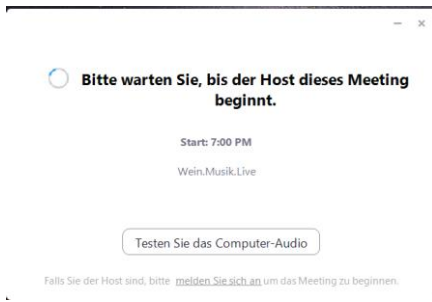 Bitte warten Sie, bis der Host dieses Meeting
beginnt.
Start: 7:00 PM
Wein.Musik.Live
Testen Sie das Computer-Audio
Falls Sie der Host sind, bitte melden Sie sich an um das Meeting zu beginnen.